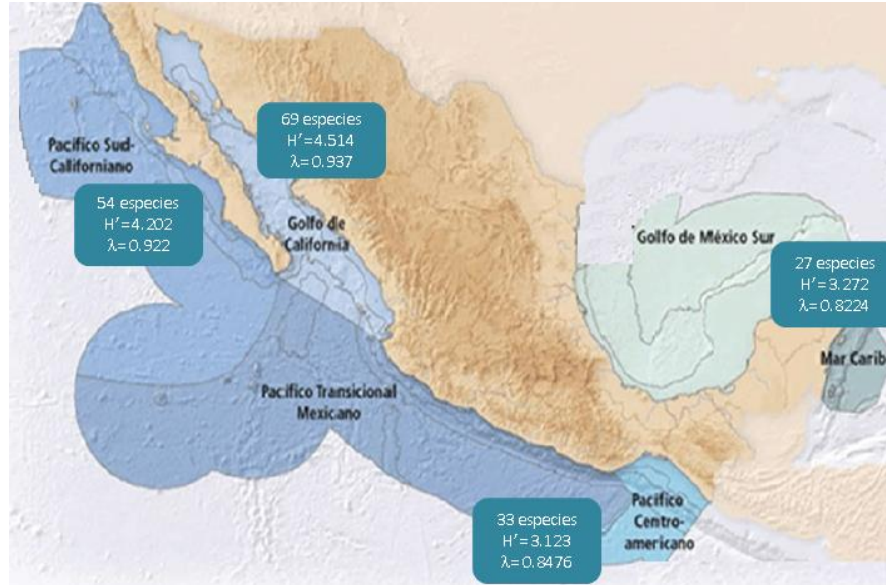 69 especies
H´=4.514
λ=0.937
Pacífico Sud-
Californiano
54 especies
H´=4.202
λ=0.922
Golfo de
California
Golfo de México Sur
27 especies
H´=3.272
λ=0.8224
Mar Carib
Pacífico Transicional
Mexicano
33 especies
H´=3.123
λ=0.8476
Pacífico
Centro-
americano